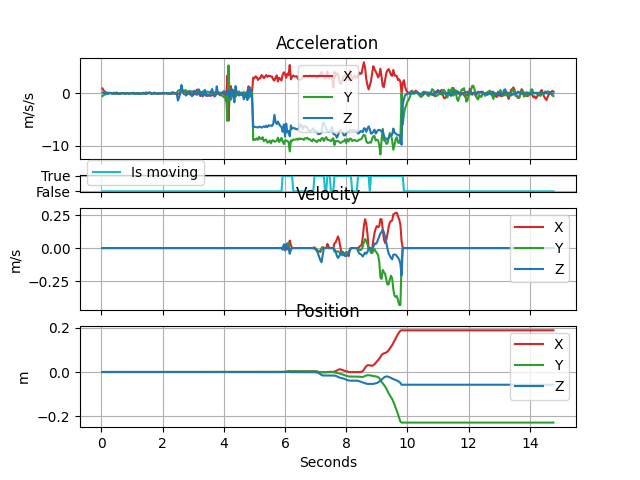 Acceleration
m/s/s
0
−10
X
Y
Z
True
False
Is moving
Velocity
m/s
0.25
0.00
−0.25
X
Y
Z
Position
m
0.2
0.0
−0.2
X
Y
Z
0 2 4 6 8 10 12 14
Seconds